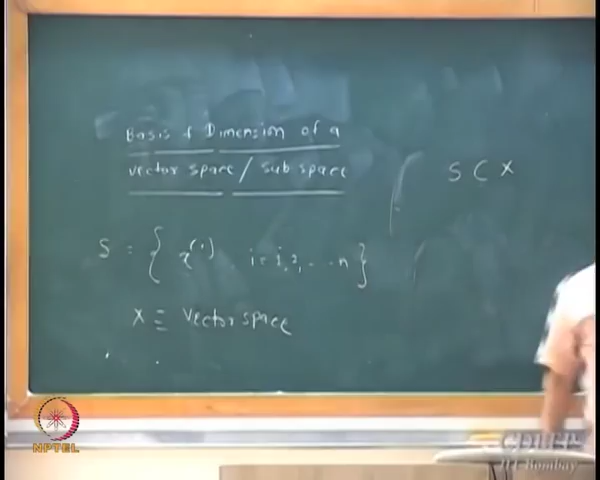 Basis & Dimension of a
vector space / sub space
S ⊂ X
S = { x^(i) i = 1, 2, .. n }
X ≡ vector space
NPTEL
CDEEP
IIT Bombay